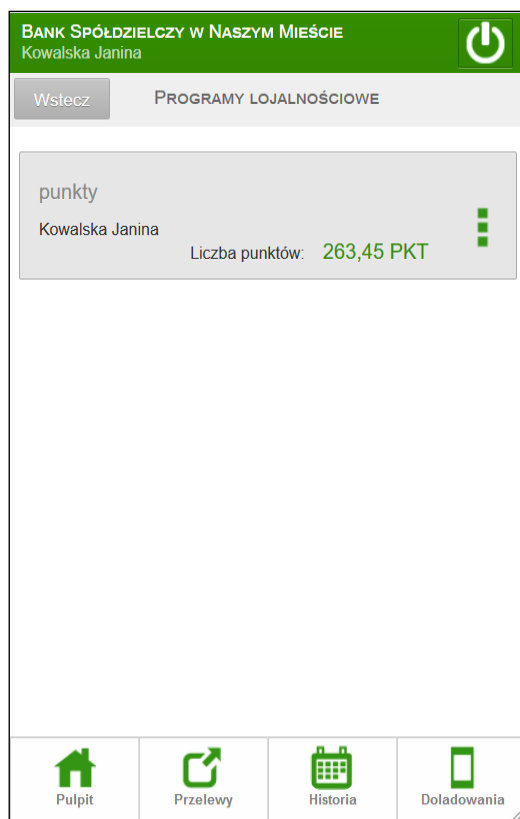 Bank Spółdzielczy w Naszym Mieście
Kowalska Janina
Wstecz
Programy lojalnościowe
punkty
Kowalska Janina
Liczba punktów: 263,45 PKT
Pulpit
Przelewy
Historia
Doladowania